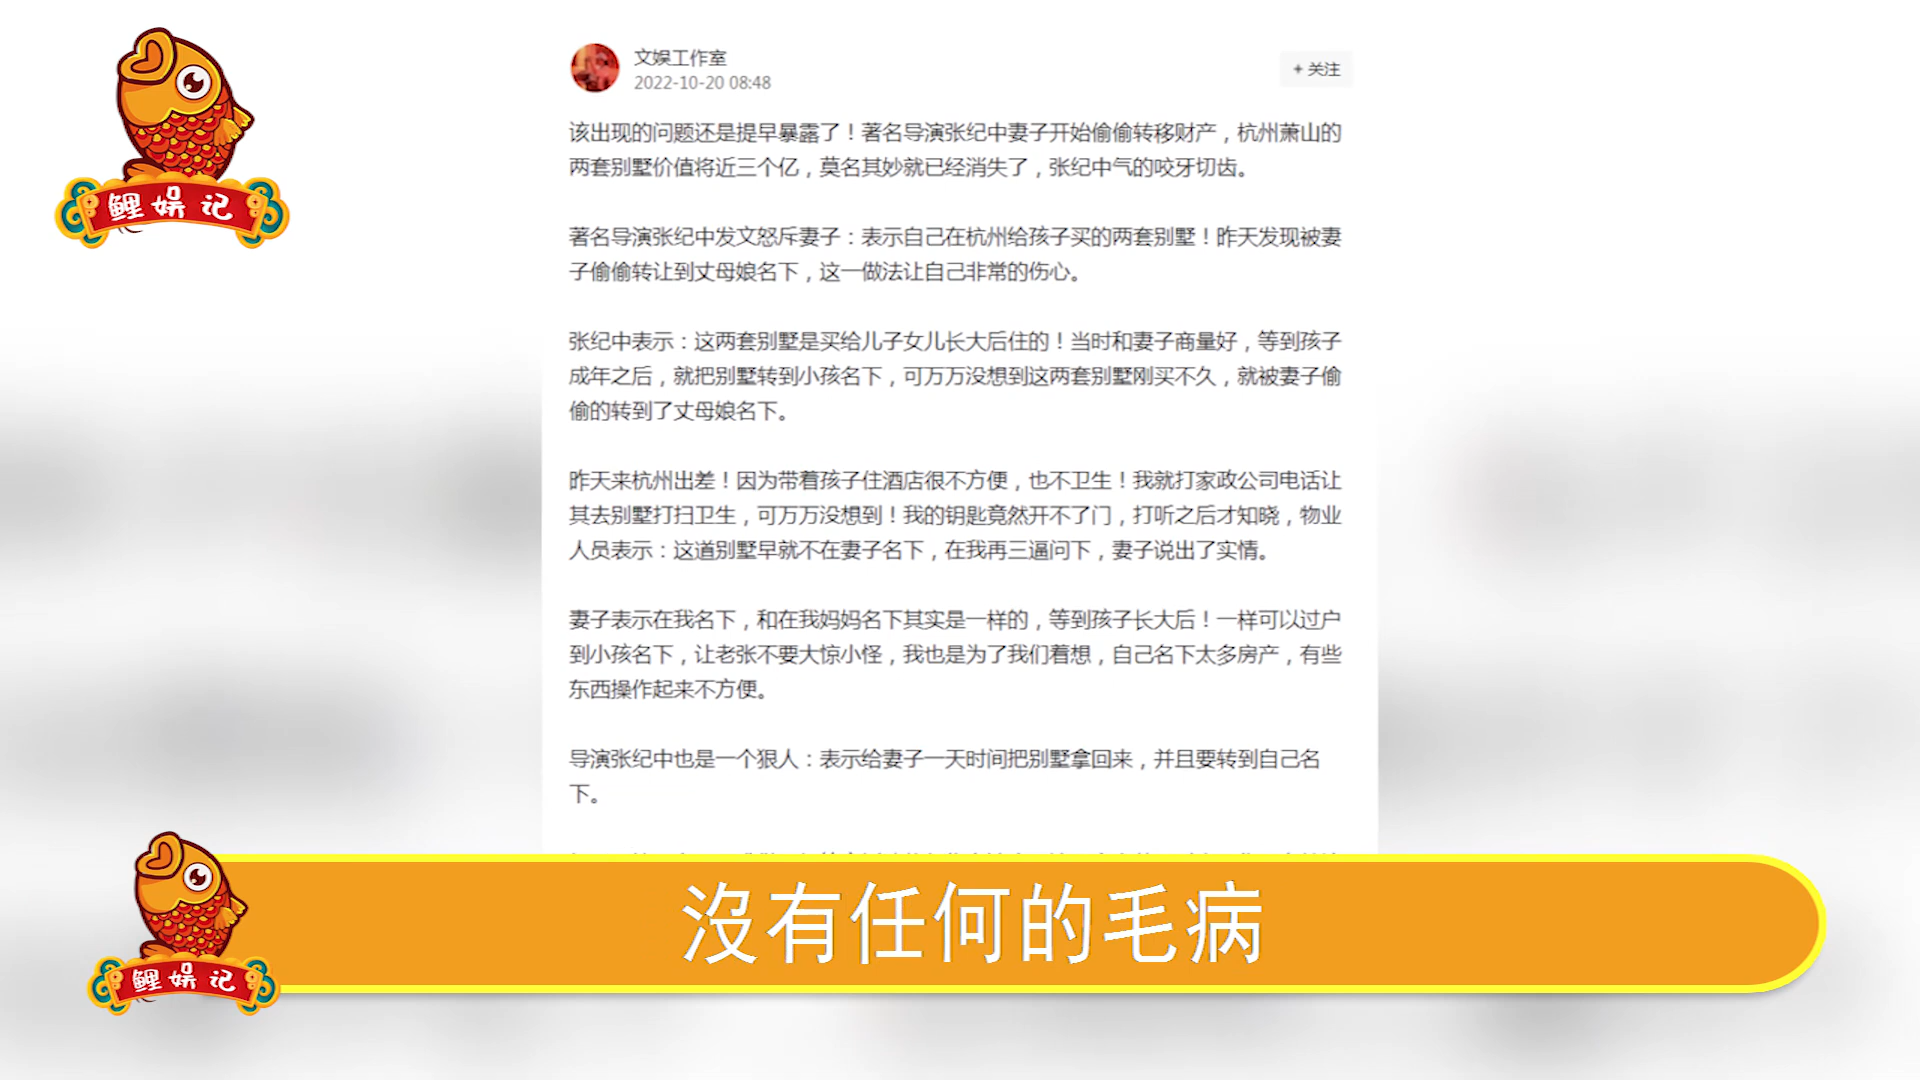 鲤娱记
文娱工作室
2022-10-20 08:48
+ 关注
该出现的问题还是提早暴露了！著名导演张纪中妻子开始偷偷转移财产，杭州萧山的
两套别墅价值将近三个亿，莫名其妙就已经消失了，张纪中气的咬牙切齿。
著名导演张纪中发文怒斥妻子：表示自己在杭州给孩子买的两套别墅！昨天发现被妻
子偷偷转让到丈母娘名下，这一做法让自己非常的伤心。
张纪中表示：这两套别墅是买给儿子女儿长大后住的！当时和妻子商量好，等到孩子
成年之后，就把别墅转到小孩名下，可万万没想到这两套别墅刚买不久，就被妻子偷
偷的转到了丈母娘名下。
昨天来杭州出差！因为带着孩子住酒店很不方便，也不卫生！我就打家政公司电话让
其去别墅打扫卫生，可万万没想到！我的钥匙竟然开不了门，打听之后才知晓，物业
人员表示：这道别墅早就不在妻子名下，在我再三逼问下，妻子说出了实情。
妻子表示在我名下，和在我妈妈名下其实是一样的，等到孩子长大后！一样可以过户
到小孩名下，让老张不要大惊小怪，我也是为了我们着想，自己名下太多房产，有些
东西操作起来不方便。
导演张纪中也是一个狠人：表示给妻子一天时间把别墅拿回来，并且要转到自己名
下。
沒有任何的毛病
鲤娱记